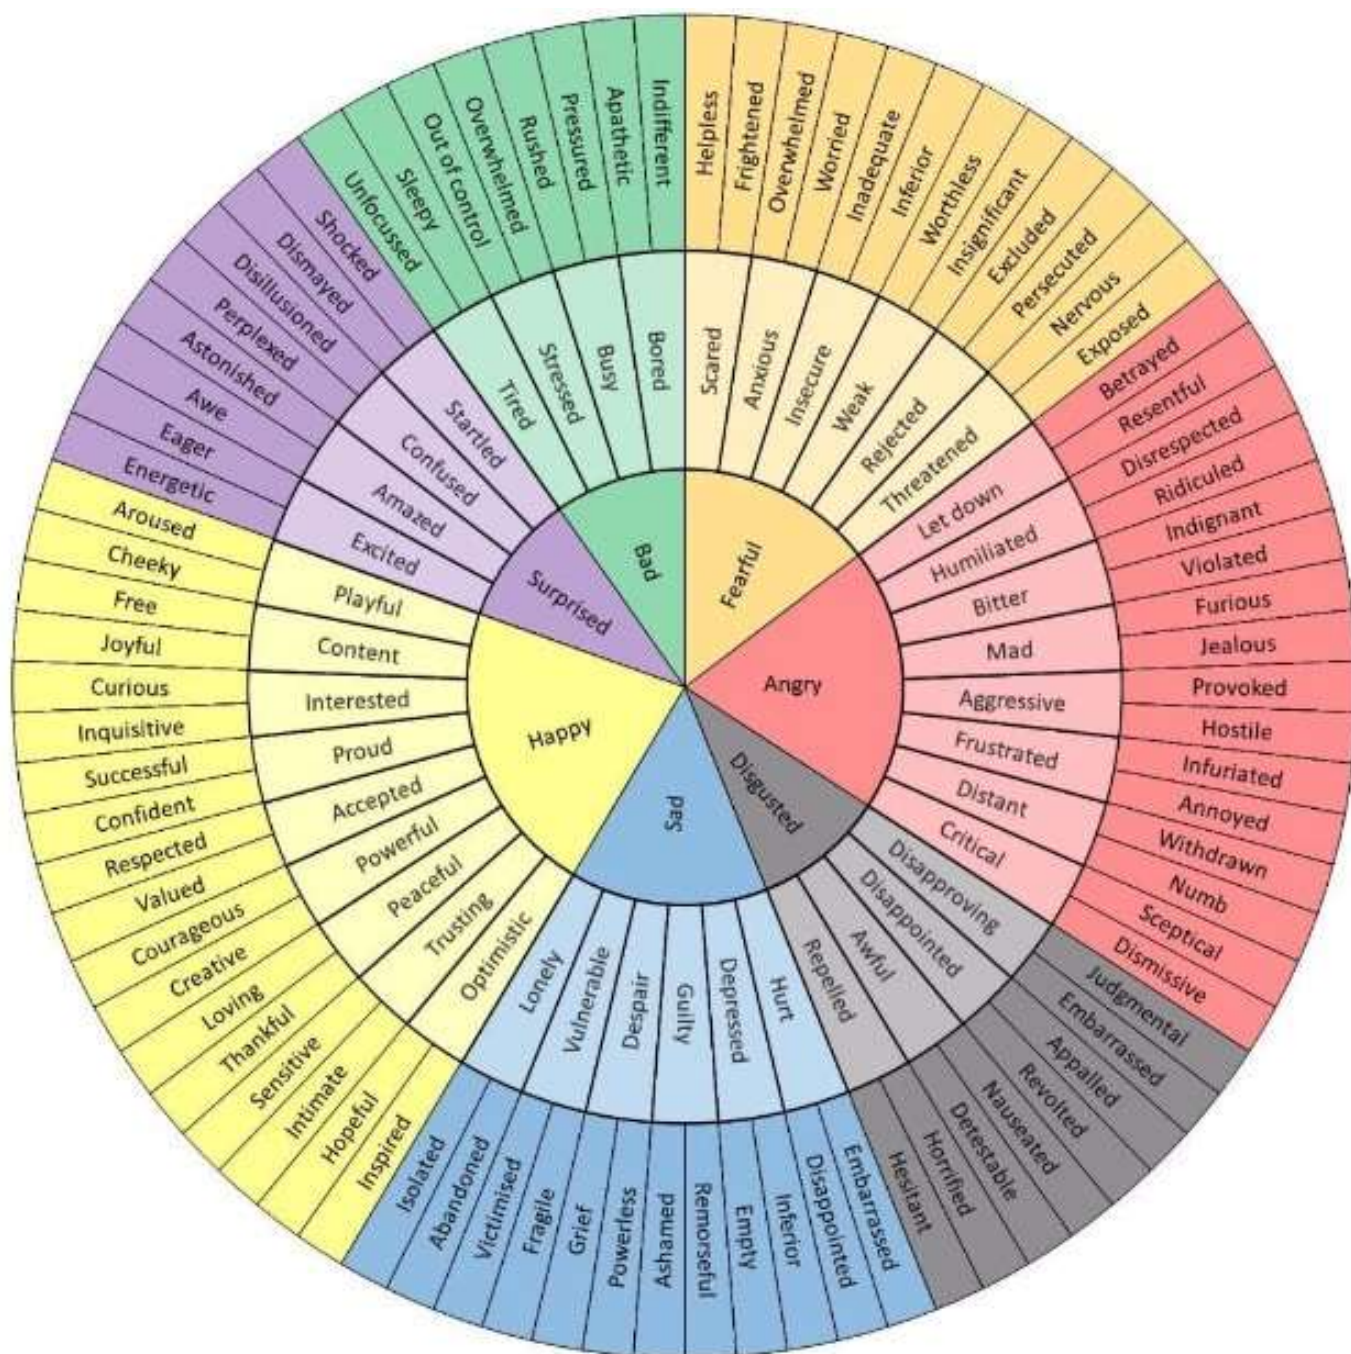 Fearful
Angry
Disgusted
Sad
Happy
Surprised
Bad
Scared
Anxious
Insecure
Weak
Rejected
Threatened
Let down
Humiliated
Bitter
Mad
Aggressive
Frustrated
Distant
Critical
Disapproving
Disappointed
Awful
Repelled
Hurt
Depressed
Guilty
Despair
Vulnerable
Lonely
Optimistic
Trusting
Peaceful
Powerful
Accepted
Proud
Interested
Content
Playful
Excited
Amazed
Confused
Startled
Tired
Stressed
Busy
Bored
Helpless
Frightened
Overwhelmed
Worried
Inadequate
Inferior
Worthless
Insignificant
Excluded
Persecuted
Nervous
Exposed
Betrayed
Resentful
Disrespected
Ridiculed
Indignant
Violated
Furious
Jealous
Provoked
Hostile
Infuriated
Annoyed
Withdrawn
Numb
Sceptical
Dismissive
Judgmental
Embarrassed
Appalled
Revolted
Nauseated
Detestable
Horrified
Hesitant
Embarrassed
Disappointed
Inferior
Empty
Remorseful
Ashamed
Powerless
Grief
Fragile
Victimised
Abandoned
Isolated
Inspired
Hopeful
Intimate
Sensitive
Thankful
Loving
Creative
Courageous
Valued
Respected
Confident
Successful
Inquisitive
Curious
Joyful
Free
Cheeky
Aroused
Energetic
Eager
Awe
Astonished
Perplexed
Disillusioned
Dismayed
Shocked
Unfocussed
Sleepy
Out of control
Overwhelmed
Rushed
Pressured
Apathetic
Indifferent